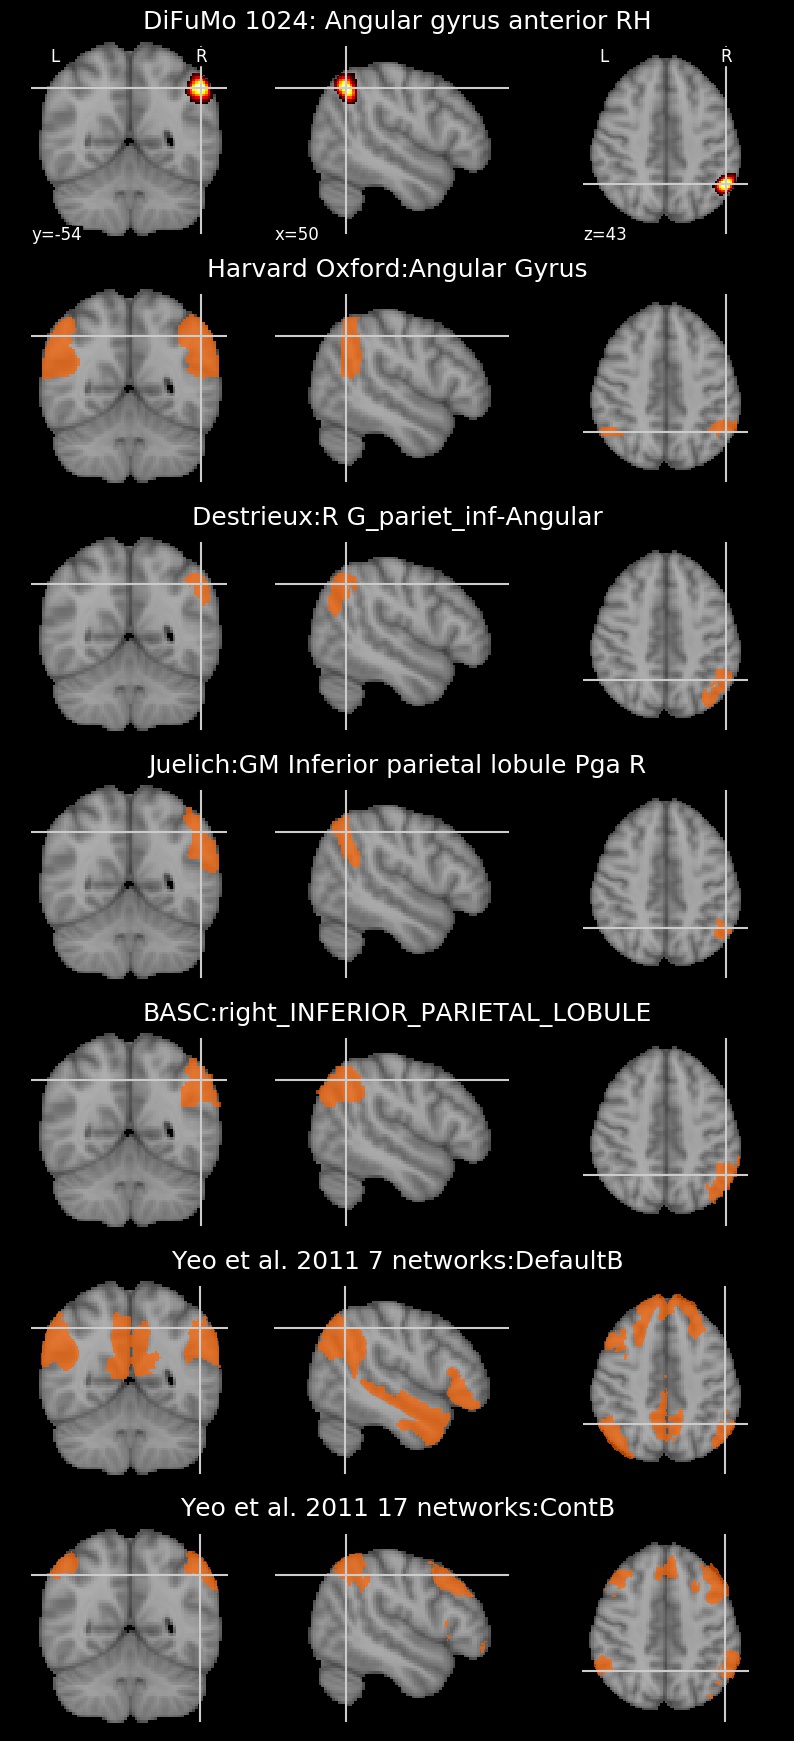 DiFuMo 1024: Angular gyrus anterior RH
L R L R
y=-54 x=50 z=43
Harvard Oxford:Angular Gyrus
Destrieux:R G_pariet_inf-Angular
Juelich:GM Inferior parietal lobule Pga R
BASC:right_INFERIOR_PARIETAL_LOBULE
Yeo et al. 2011 7 networks:DefaultB
Yeo et al. 2011 17 networks:ContB